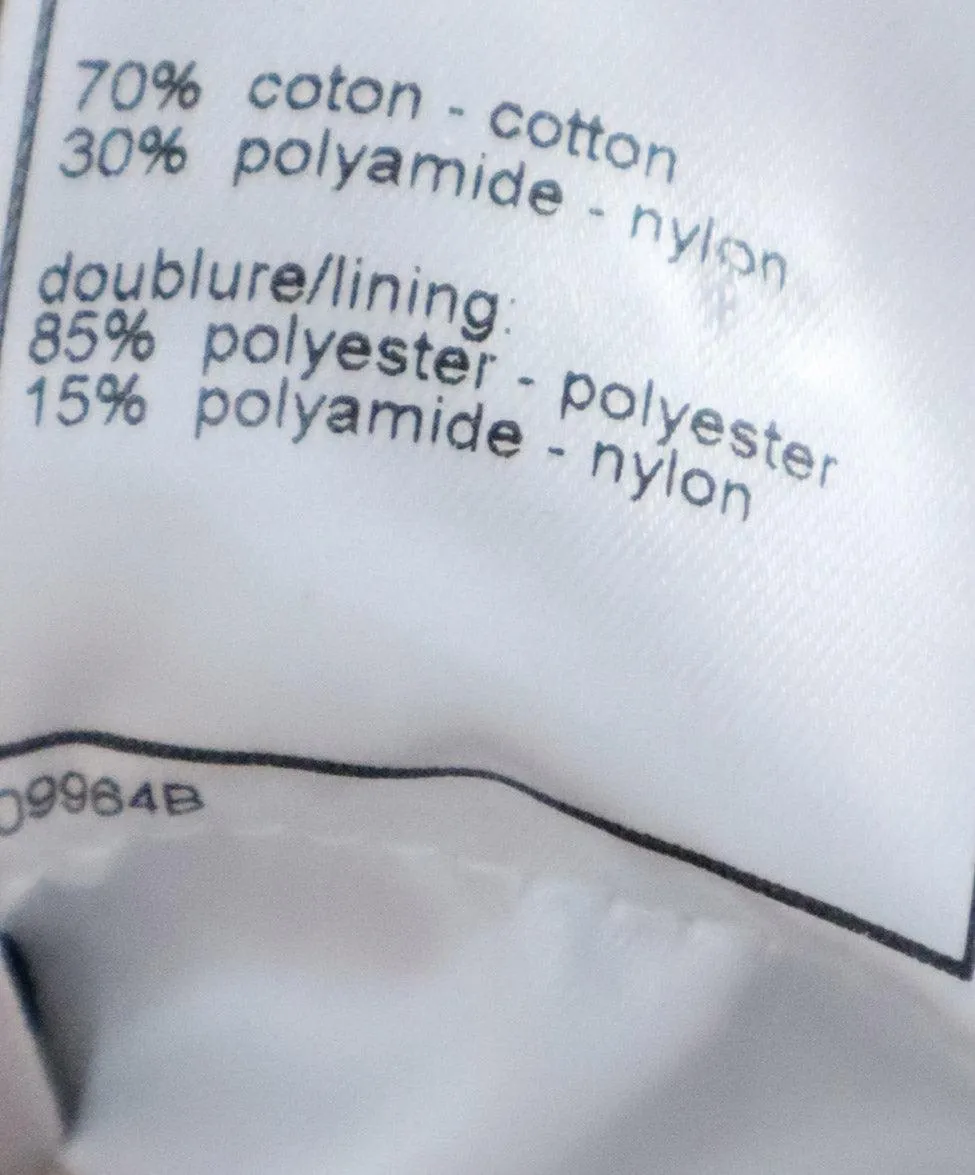 70% coton - cotton
30% polyamide - nylon
doublure/lining:
85% polyester - polyester
15% polyamide - nylon
09964B